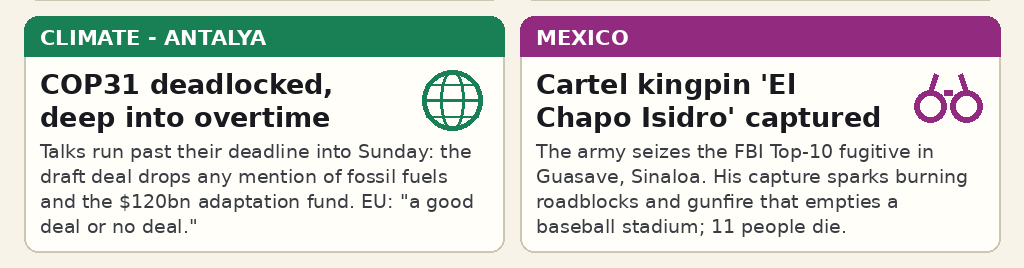 CLIMATE - ANTALYA
COP31 deadlocked,
deep into overtime
Talks run past their deadline into Sunday: the
draft deal drops any mention of fossil fuels
and the $120bn adaptation fund. EU: "a good
deal or no deal."
MEXICO
Cartel kingpin 'El
Chapo Isidro' captured
The army seizes the FBI Top-10 fugitive in
Guasave, Sinaloa. His capture sparks burning
roadblocks and gunfire that empties a
baseball stadium; 11 people die.